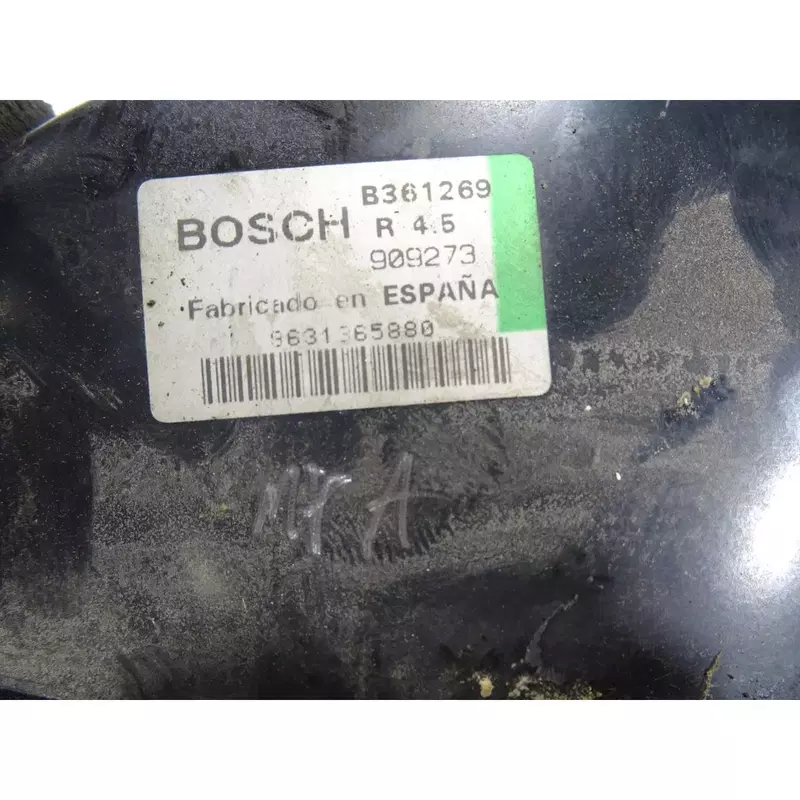 B361269
BOSCH R 4.5
909273
Fabricado en ESPAÑA
9631365880